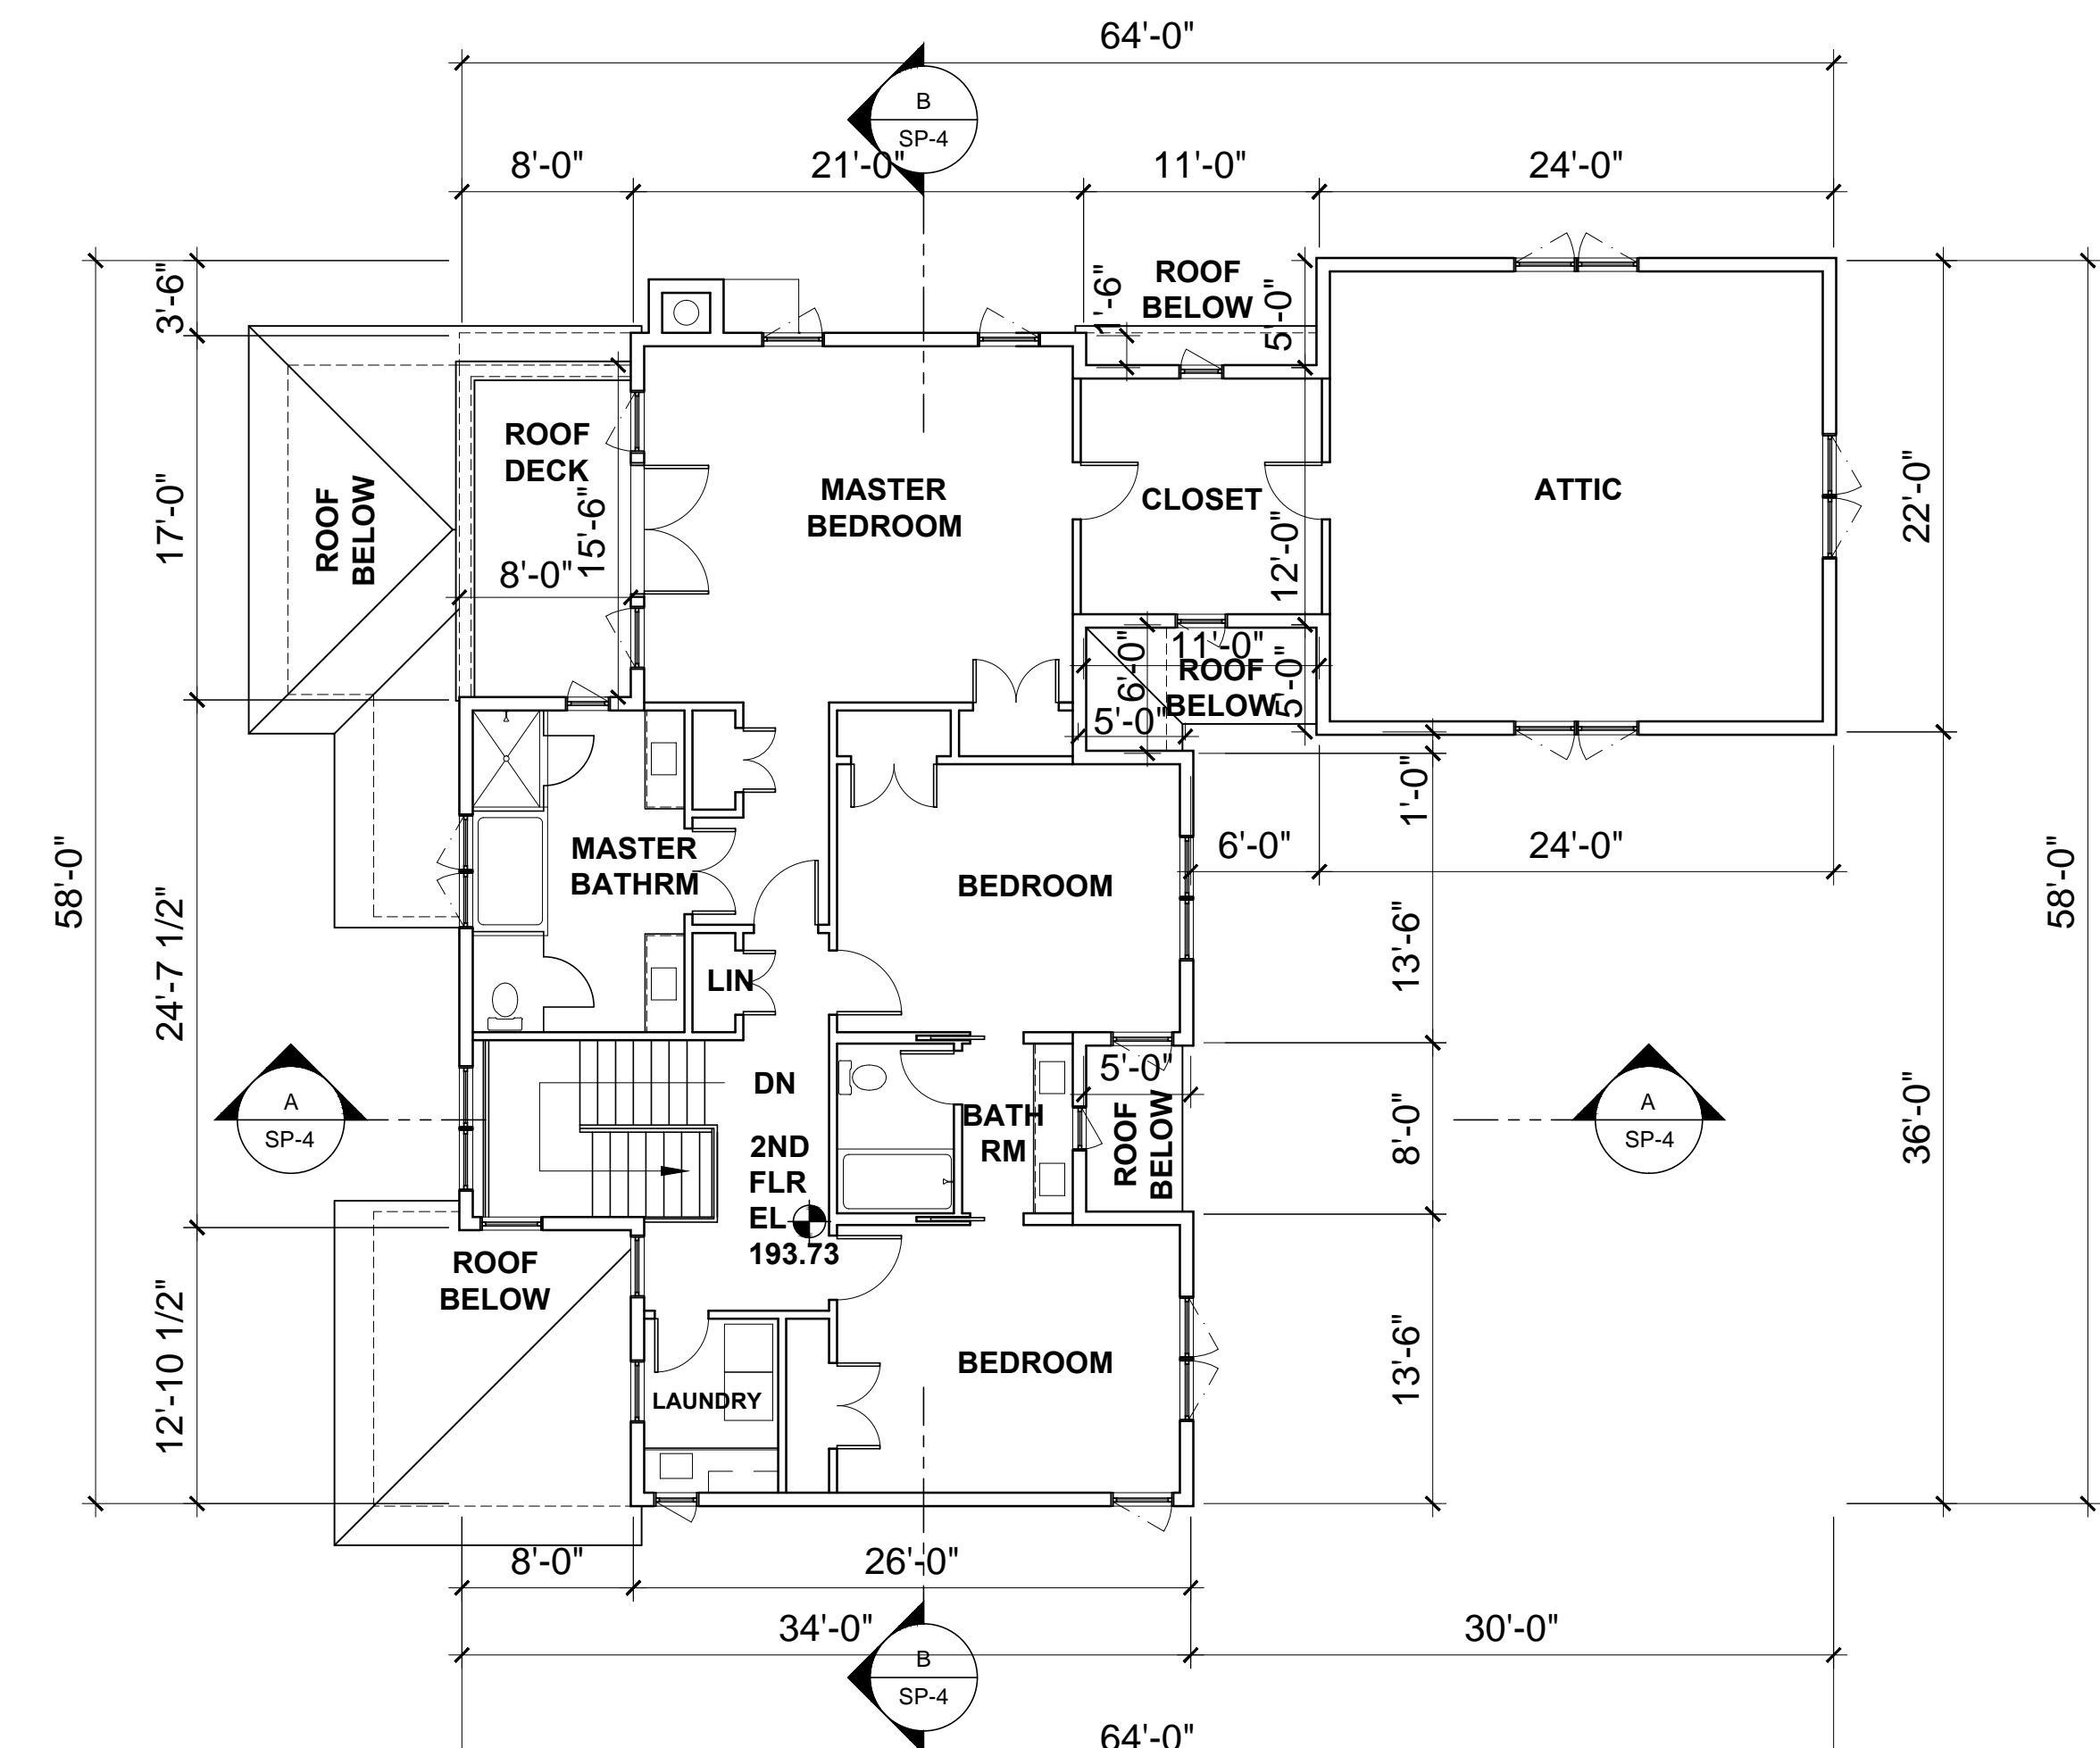 64'-0"
B
SP-4
8'-0"
21'-0"
11'-0"
24'-0"
3'-6"
1'-6"
ROOF
BELOW
5'-0"
ROOF
DECK
ROOF
BELOW
17'-0"
15'-6"
8'-0"
MASTER
BEDROOM
CLOSET
12'-0"
ATTIC
22'-0"
11'-0"
6'-0"
ROOF
BELOW
5'-0"
5'-0"
1'-0"
58'-0"
MASTER
BATHRM
BEDROOM
6'-0"
24'-0"
58'-0"
24'-7 1/2"
13'-6"
LIN
A
SP-4
DN
5'-0"
BATH
RM
ROOF
BELOW
8'-0"
A
SP-4
36'-0"
2ND
FLR
EL
193.73
ROOF
BELOW
12'-10 1/2"
LAUNDRY
BEDROOM
13'-6"
8'-0"
26'-0"
34'-0"
30'-0"
B
SP-4
64'-0"